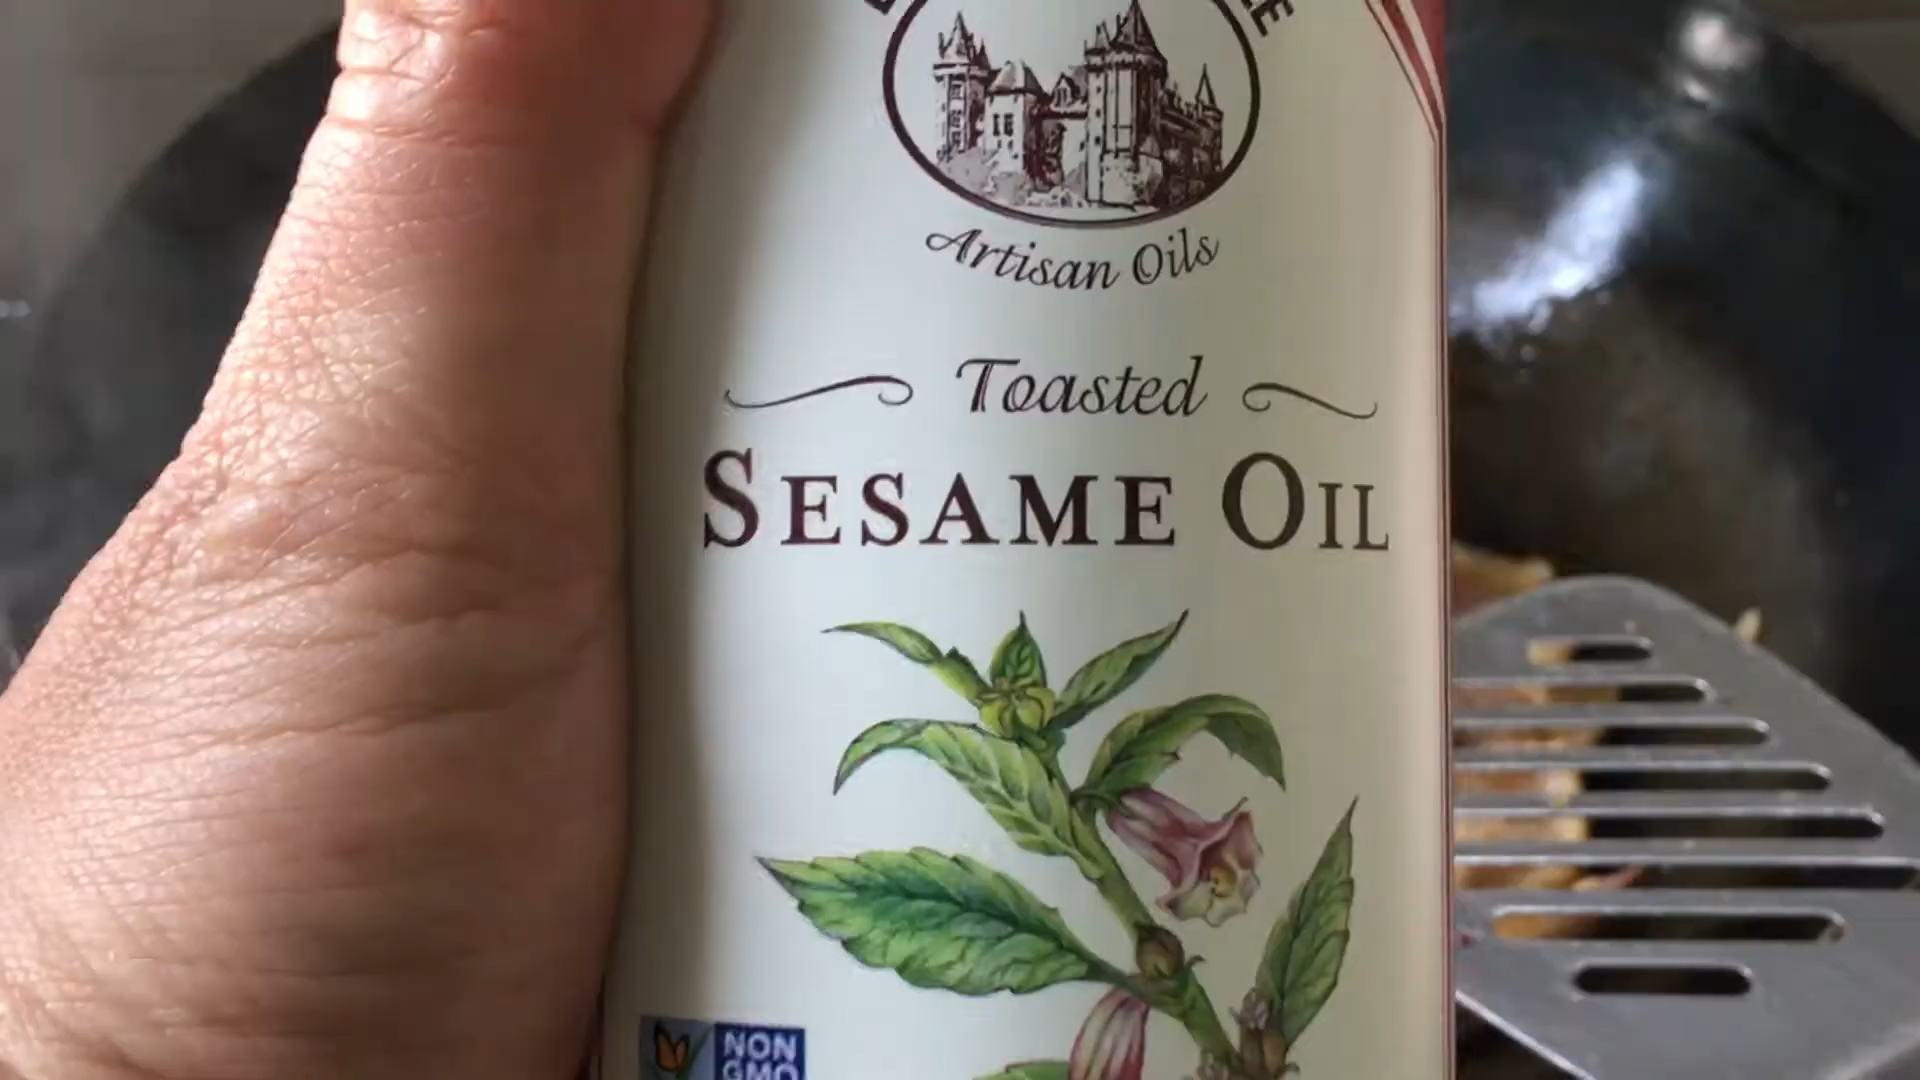 Artisan Oils
Toasted
SESAME OIL
NON
GMO